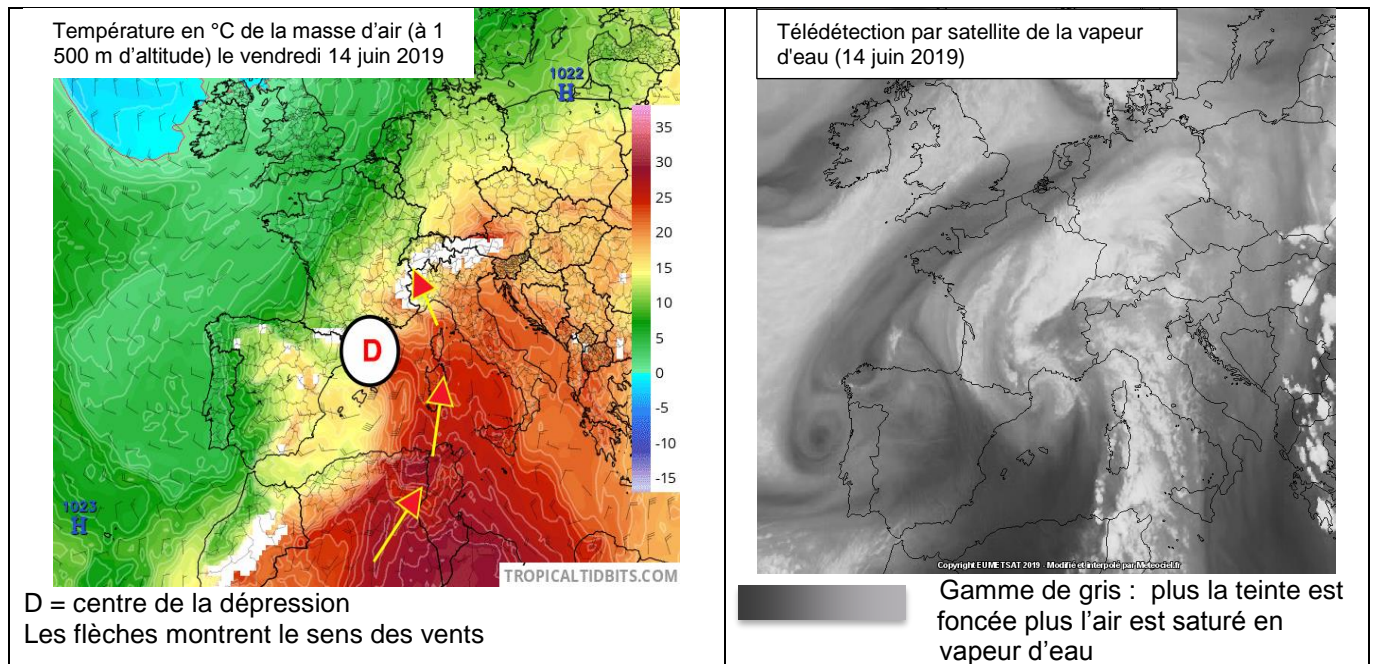 Température en °C de la masse d'air (à 1
500 m d'altitude) le vendredi 14 juin 2019
1022
H
35
30
25
20
15
10
5
0
-5
-10
-15
D
1023
H
TROPICALTIDBITS.COM
D = centre de la dépression
Les flèches montrent le sens des vents
Télédétection par satellite de la vapeur
d'eau (14 juin 2019)
Copyright EUMETSAT 2019 - Modifié et interpolé par Meteociel.fr
Gamme de gris : plus la teinte est
foncée plus l'air est saturé en
vapeur d'eau